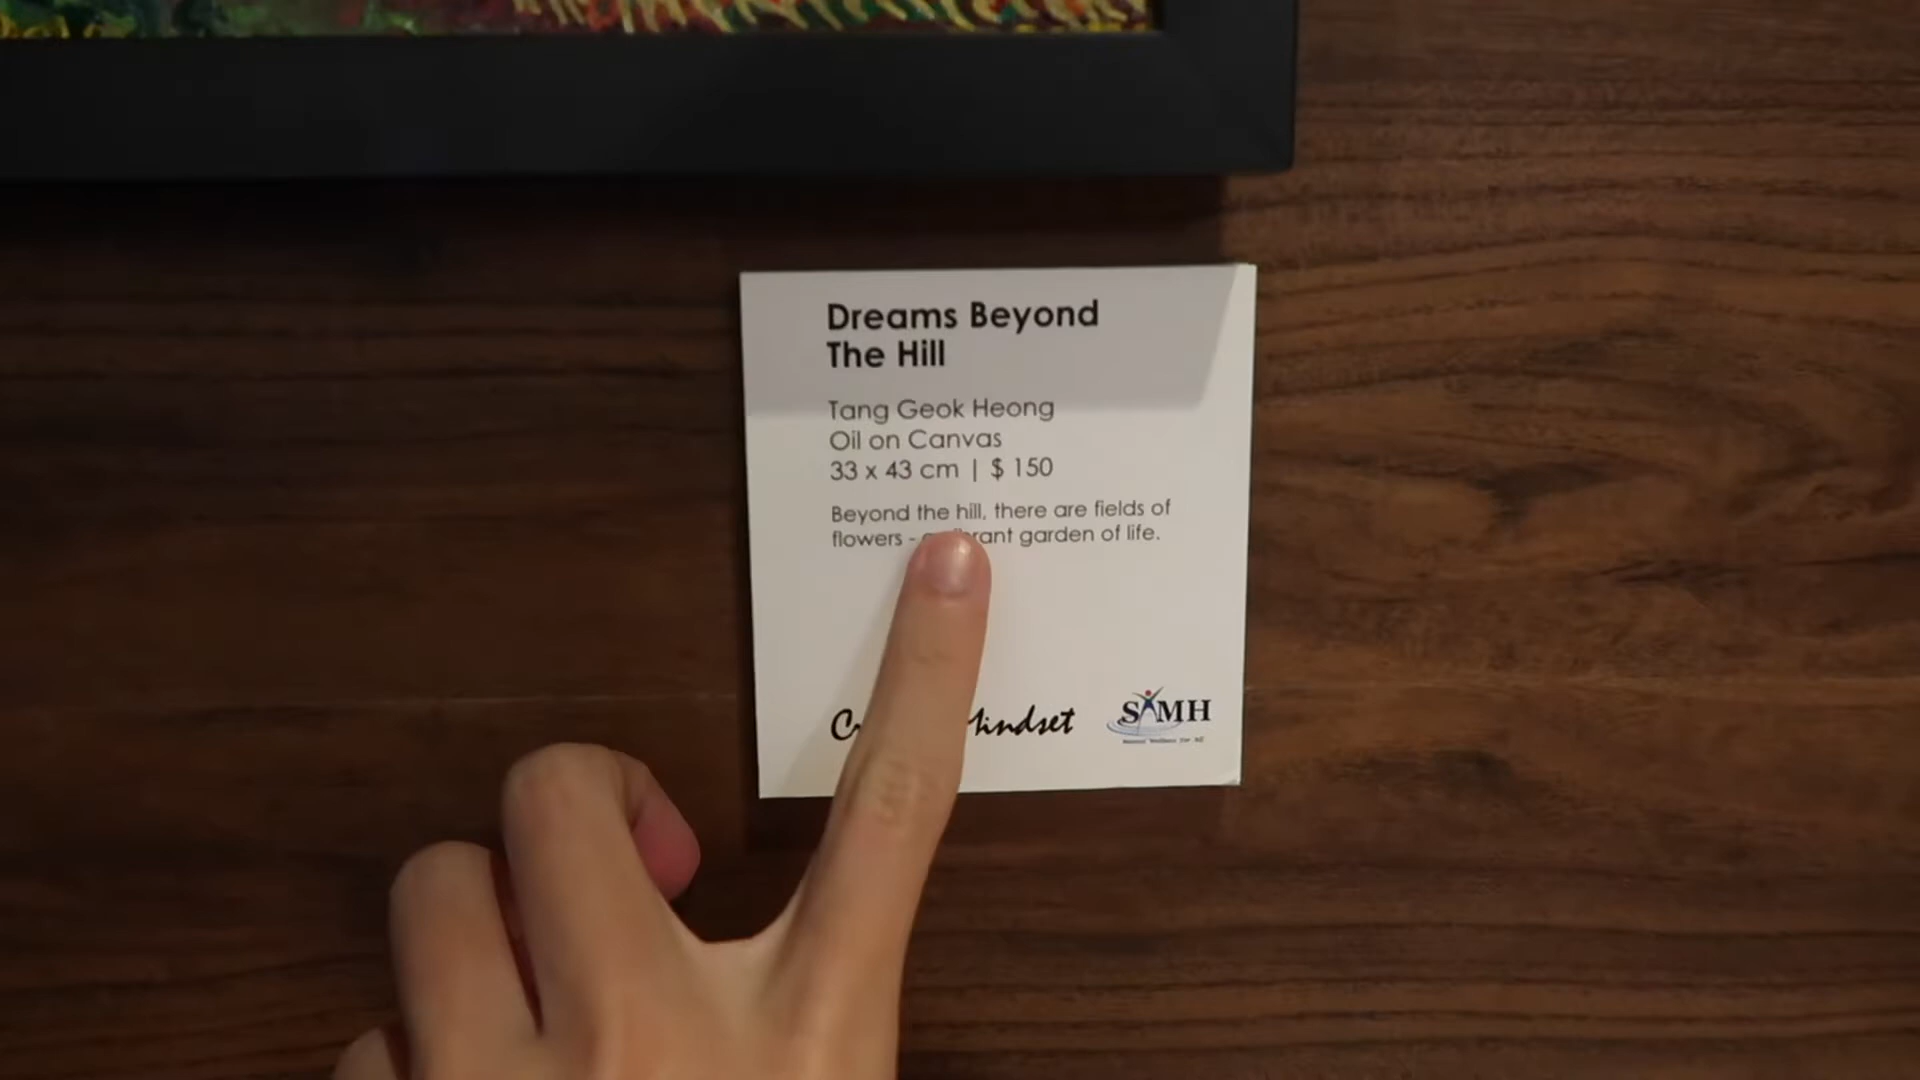 Dreams Beyond
The Hill
Tang Geok Heong
Oil on Canvas
33 x 43 cm | $ 150
Beyond the hill, there are fields of
flowers - garden of life.
SAMH